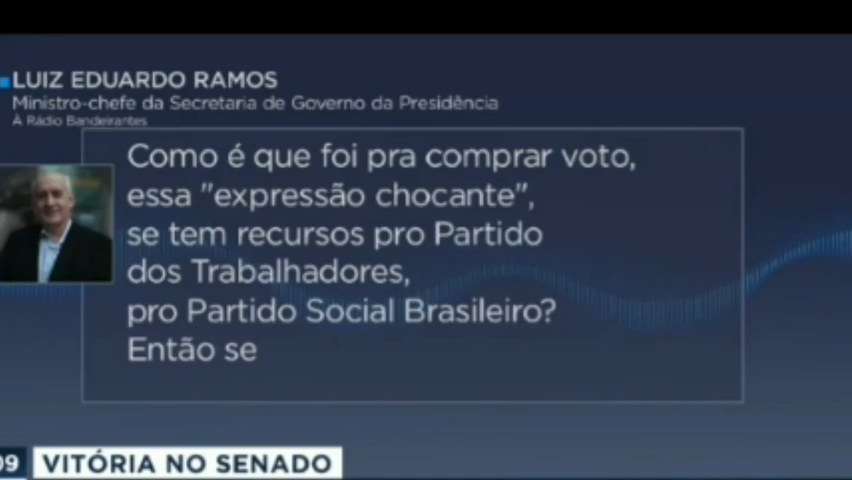 LUIZ EDUARDO RAMOS
Ministro-chefe da Secretaria de Governo da Presidência
À Rádio Bandeirantes
Como é que foi pra comprar voto,
essa "expressão chocante",
se tem recursos pro Partido
dos Trabalhadores,
pro Partido Social Brasileiro?
Então se
09 VITÓRIA NO SENADO